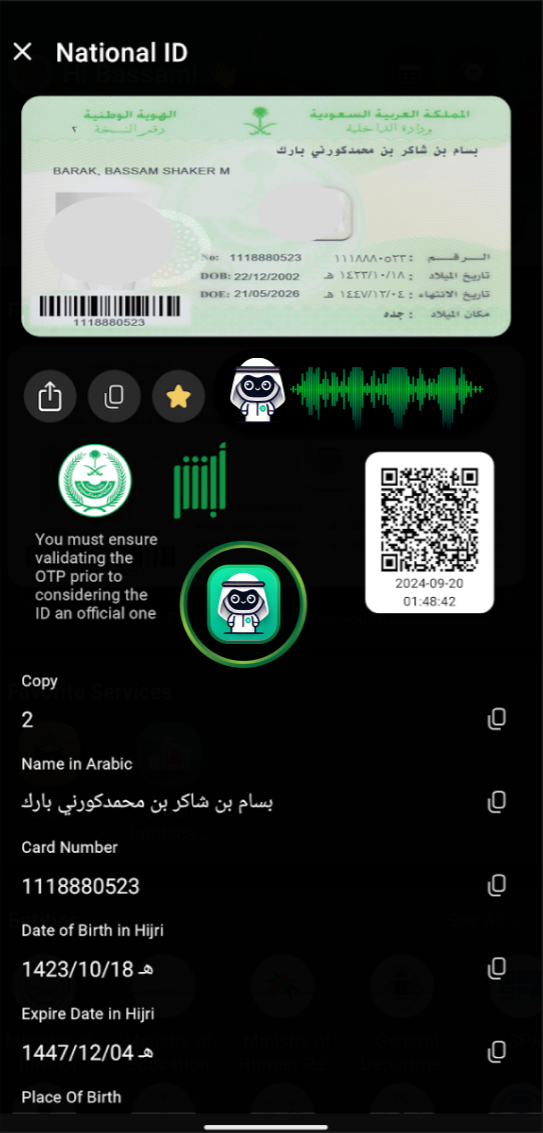 National ID
المملكة العربية السعودية
الهوية الوطنية
وزارة الداخلية
رقم النسخة ٢
بسام بن شاكر بن محمدكورني بارك
BARAK, BASSAM SHAKER M
No: 1118880523
الرقم : ١١١٨٨٨٠٥٢٣
DOB: 22/12/2002
تاريخ الميلاد : ١٤٢٣/١٠/١٨ هـ
DOE: 21/05/2026
تاريخ الانتهاء : ١٤٤٧/١٢/٠٤ هـ
مكان الميلاد : جده
1118880523
أبشر
You must ensure
validating the
OTP prior to
considering the
ID an official one
2024-09-20
01:48:42
Copy
2
Name in Arabic
بسام بن شاكر بن محمدكورني بارك
Card Number
1118880523
Date of Birth in Hijri
1423/10/18 هـ
Expire Date in Hijri
1447/12/04 هـ
Place Of Birth